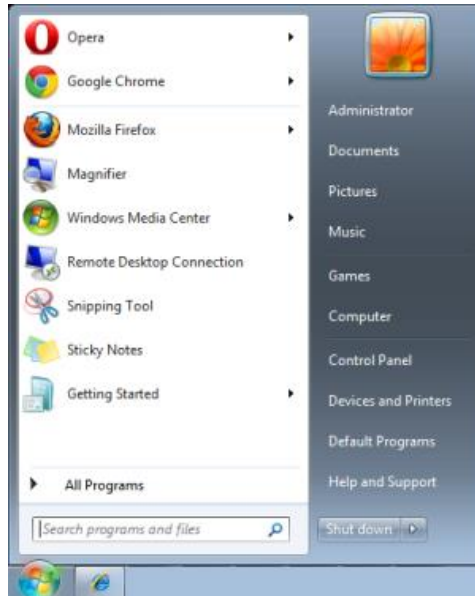 Opera
Google Chrome
Mozilla Firefox
Magnifier
Windows Media Center
Remote Desktop Connection
Snipping Tool
Sticky Notes
Getting Started
All Programs
Search programs and files
Administrator
Documents
Pictures
Music
Games
Computer
Control Panel
Devices and Printers
Default Programs
Help and Support
Shut down